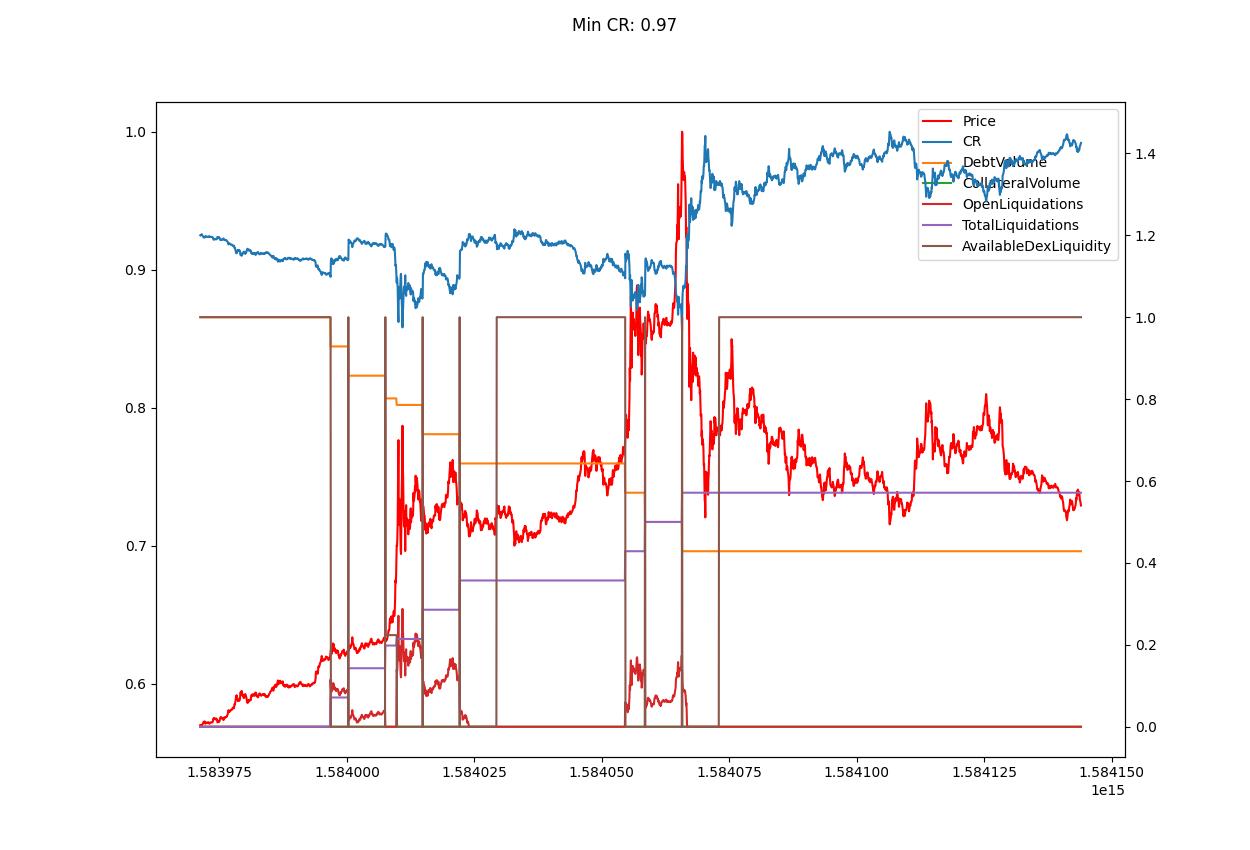 Min CR: 0.97
1.0
0.9
0.8
0.7
0.6
1.4
1.2
1.0
0.8
0.6
0.4
0.2
0.0
Price
CR
DebtVolume
CollateralVolume
OpenLiquidations
TotalLiquidations
AvailableDexLiquidity
1.583975 1.584000 1.584025 1.584050 1.584075 1.584100 1.584125 1.584150
1e15